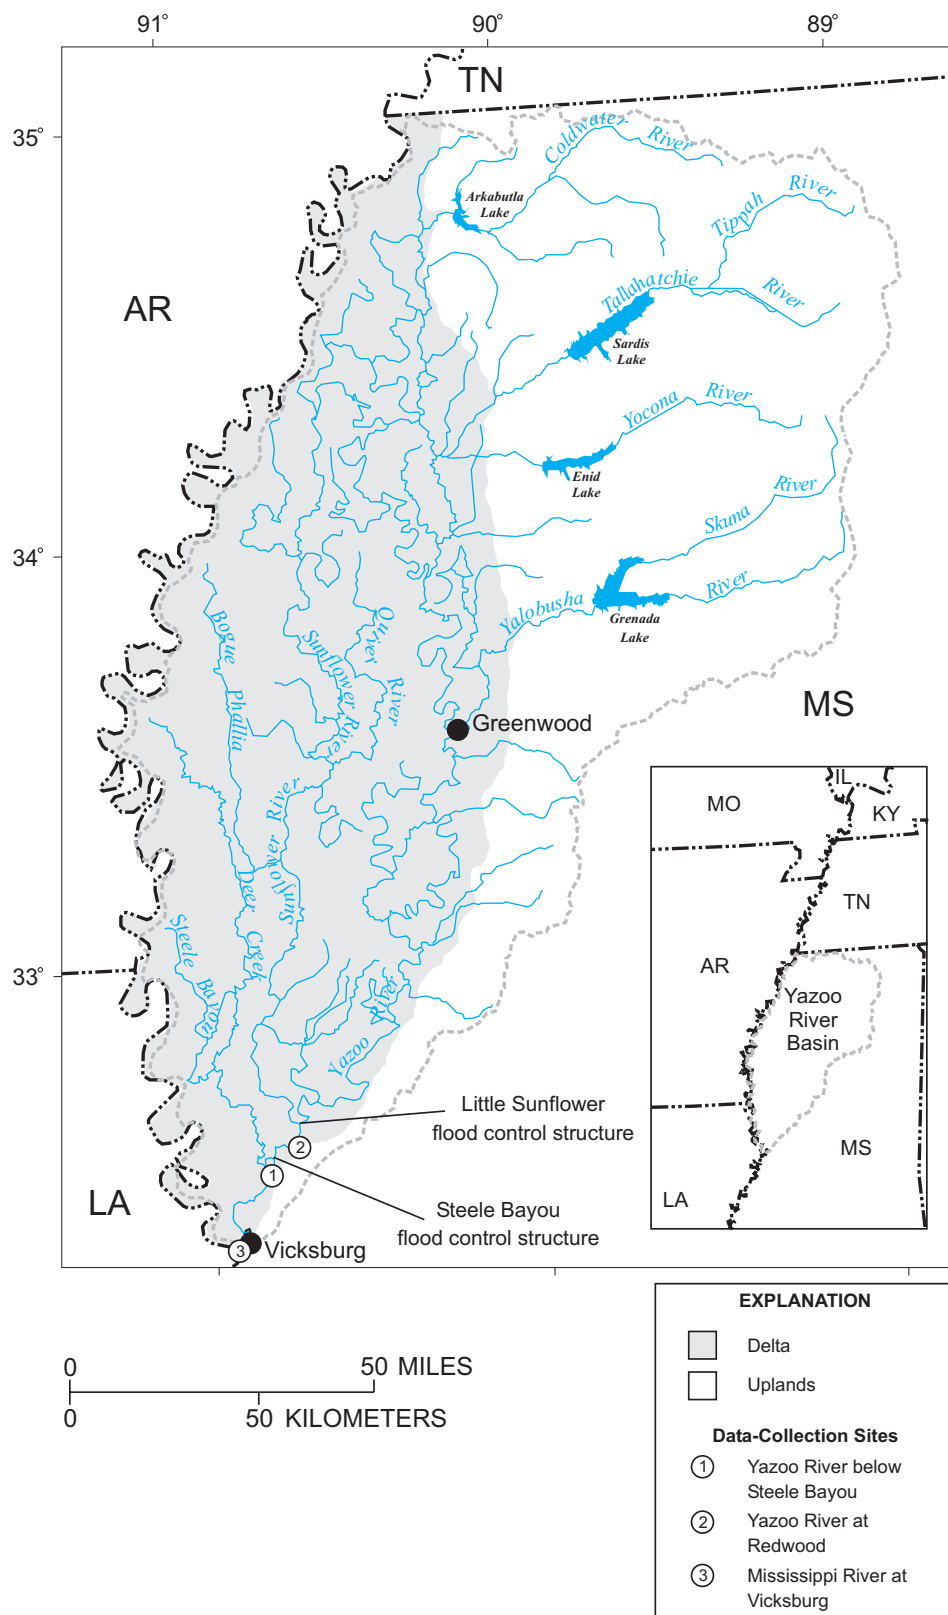 91° 90° 89°
TN
35°
Coldwater River
Arkabutla
Lake
Tippah River
AR
Tallahatchie River
Sardis
Lake
Yocona River
Enid
Lake
Skuna River
34°
Yalobusha River
Grenada
Lake
Bogue Phallia
Sunflower River
Quiver River
MS
Greenwood
Sunflower River
Deer Creek
Steele Bayou
33°
Yazoo River
Little Sunflower
flood control structure
2
1
Steele Bayou
flood control structure
LA
3 Vicksburg
IL
MO
KY
TN
AR
Yazoo
River
Basin
MS
LA
0 50 MILES
0 50 KILOMETERS
EXPLANATION
Delta
Uplands
Data-Collection Sites
1 Yazoo River below
Steele Bayou
2 Yazoo River at
Redwood
3 Mississippi River at
Vicksburg